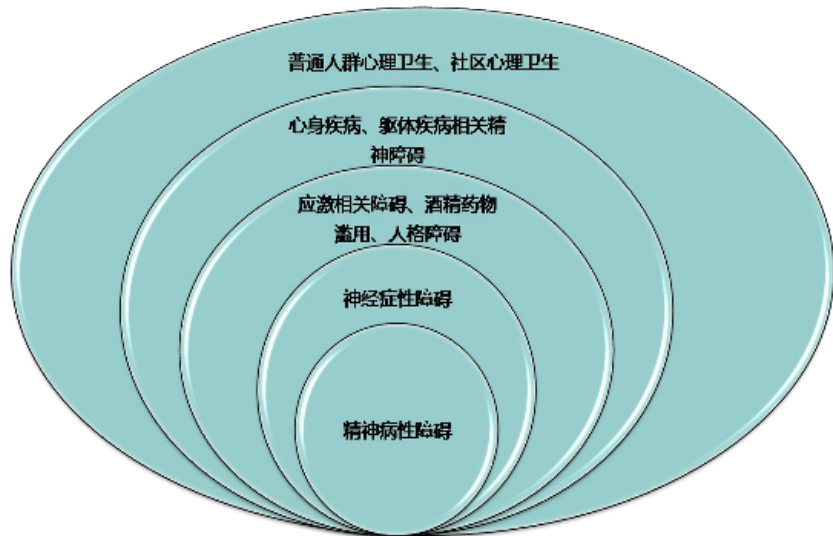 普通人群心理卫生、社区心理卫生
心身疾病、躯体疾病相关精
神障碍
应激相关障碍、酒精药物
滥用、人格障碍
神经症性障碍
精神病性障碍